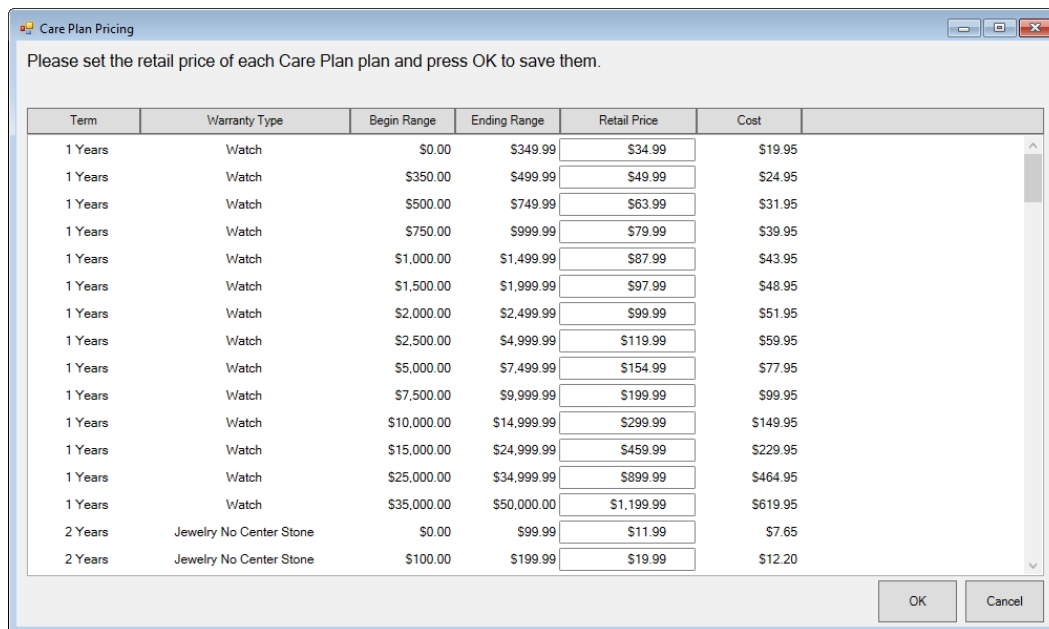 Care Plan Pricing
Please set the retail price of each Care Plan plan and press OK to save them.
Term Warranty Type Begin Range Ending Range Retail Price Cost
1 Years Watch $0.00 $349.99 $34.99 $19.95
1 Years Watch $350.00 $499.99 $49.99 $24.95
1 Years Watch $500.00 $749.99 $63.99 $31.95
1 Years Watch $750.00 $999.99 $79.99 $39.95
1 Years Watch $1,000.00 $1,499.99 $87.99 $43.95
1 Years Watch $1,500.00 $1,999.99 $97.99 $48.95
1 Years Watch $2,000.00 $2,499.99 $99.99 $51.95
1 Years Watch $2,500.00 $4,999.99 $119.99 $59.95
1 Years Watch $5,000.00 $7,499.99 $154.99 $77.95
1 Years Watch $7,500.00 $9,999.99 $199.99 $99.95
1 Years Watch $10,000.00 $14,999.99 $299.99 $149.95
1 Years Watch $15,000.00 $24,999.99 $459.99 $229.95
1 Years Watch $25,000.00 $34,999.99 $899.99 $464.95
1 Years Watch $35,000.00 $50,000.00 $1,199.99 $619.95
2 Years Jewelry No Center Stone $0.00 $99.99 $11.99 $7.65
2 Years Jewelry No Center Stone $100.00 $199.99 $19.99 $12.20
OK Cancel